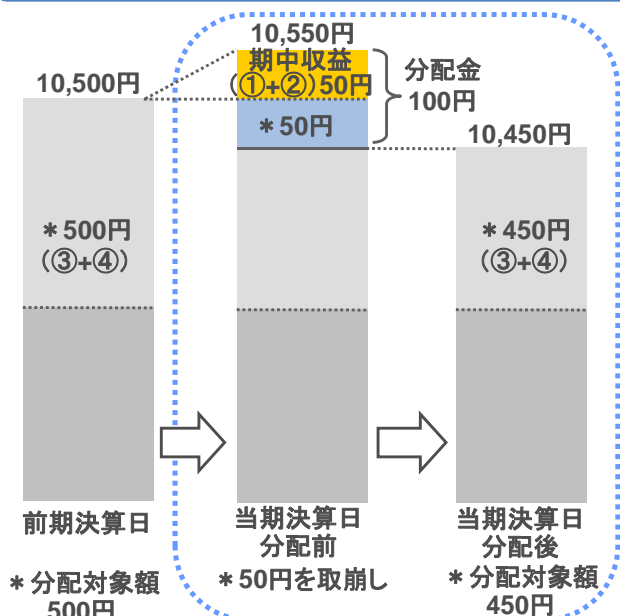 10,500円
＊500円
（③+④）
前期決算日
＊分配対象額
500円
10,550円
期中収益
（①+②）50円
＊50円
分配金
100円
当期決算日
分配前
＊50円を取崩し
10,450円
＊450円
（③+④）
当期決算日
分配後
＊分配対象額
450円